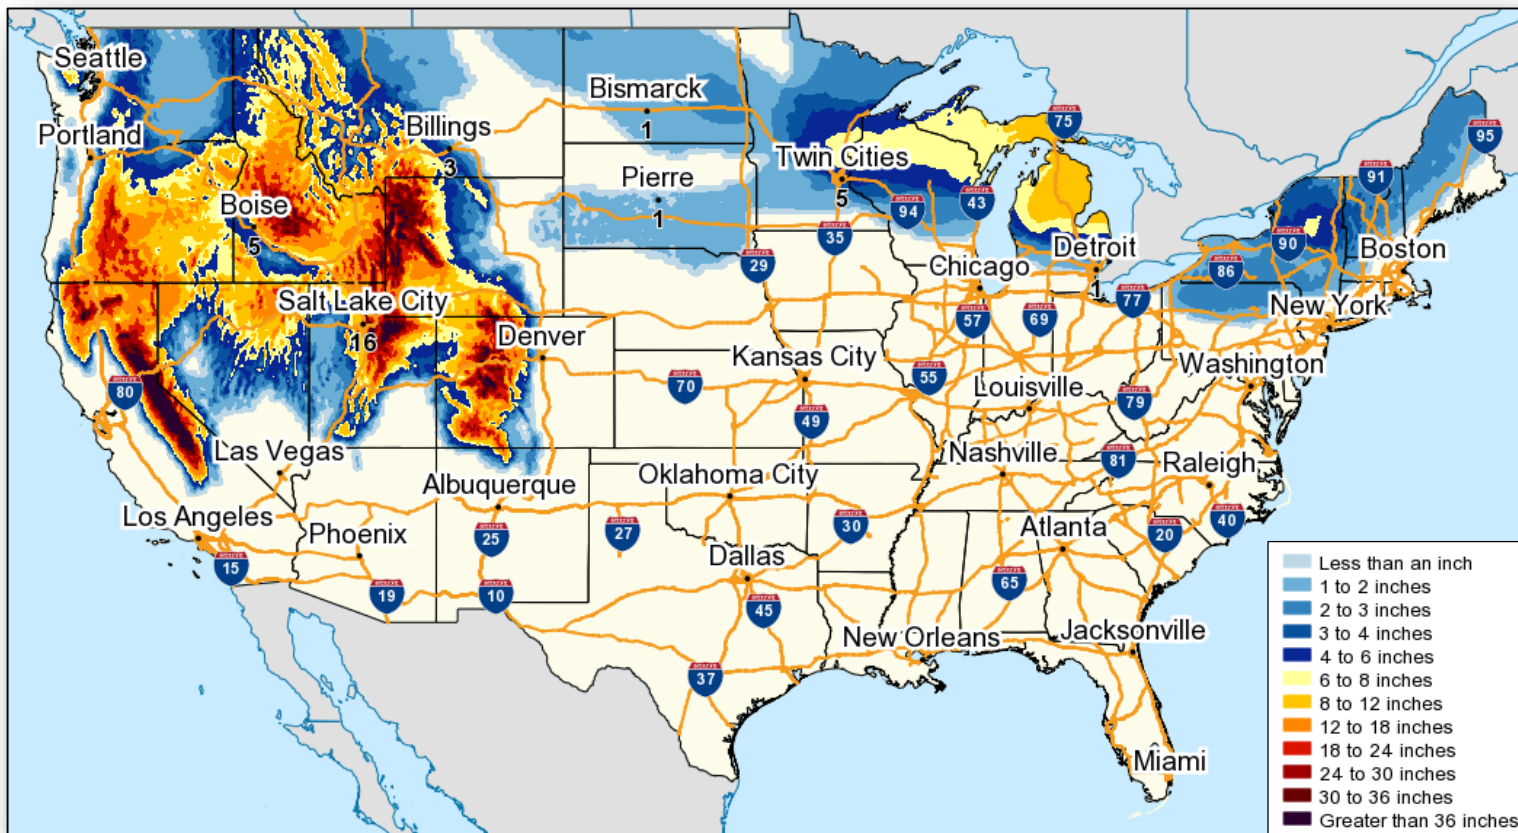 Seattle
Bismarck
1
75
Portland
Billings
3
95
Twin Cities
5
Pierre
1
91
Boise
5
94
43
35
90
Boston
Detroit
1
29
Chicago
86
77
Salt Lake City
16
New York
57
69
Denver
Kansas City
Washington
80
70
55
Louisville
79
49
Las Vegas
Nashville
81
Raleigh
Albuquerque
Oklahoma City
Los Angeles
Phoenix
25
27
30
Atlanta
20
40
Dallas
15
19
10
45
65
New Orleans
Jacksonville
37
Miami
Less than an inch
1 to 2 inches
2 to 3 inches
3 to 4 inches
4 to 6 inches
6 to 8 inches
8 to 12 inches
12 to 18 inches
18 to 24 inches
24 to 30 inches
30 to 36 inches
Greater than 36 inches